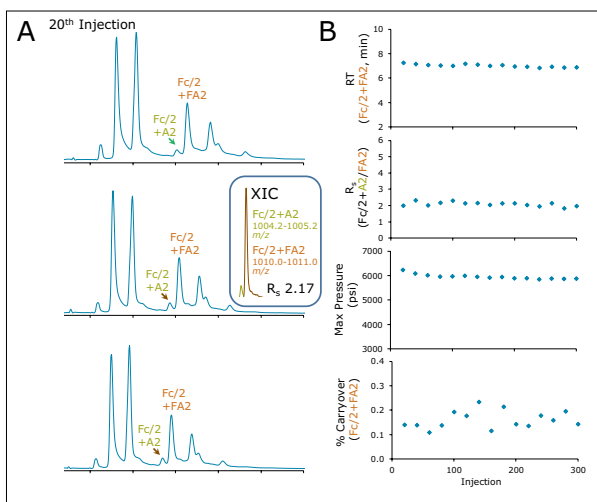 A
20th Injection
Fc/2
+FA2
Fc/2
+A2
Fc/2
+FA2
Fc/2
+A2
XIC
Fc/2+A2
1004.2-1005.2
m/z
Fc/2+FA2
1010.0-1011.0
m/z
Rs 2.17
Fc/2
+FA2
Fc/2
+A2
B
RT
(Fc/2+FA2, min)
10
8
6
4
2
Rs
(Fc/2+A2/FA2)
6
5
4
3
2
1
0
Max Pressure
(psi)
7000
6000
5000
4000
3000
% Carryover
(Fc/2+FA2)
0.4
0.3
0.2
0.1
0.0
0
100
200
300
Injection